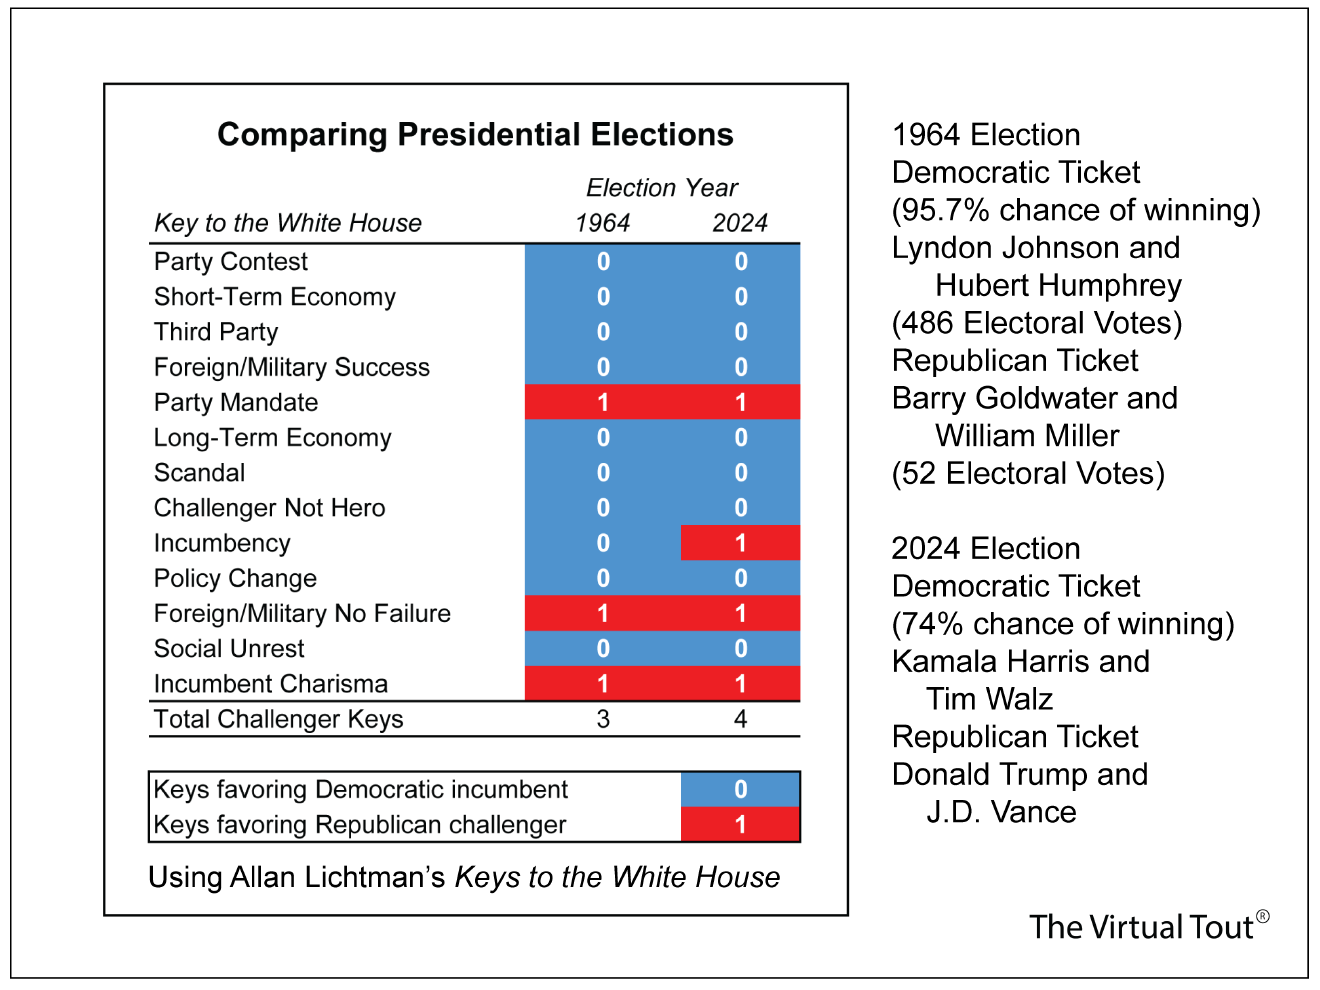 Comparing Presidential Elections
Election Year
Key to the White House 1964 2024
Party Contest 0 0
Short-Term Economy 0 0
Third Party 0 0
Foreign/Military Success 0 0
Party Mandate 1 1
Long-Term Economy 0 0
Scandal 0 0
Challenger Not Hero 0 0
Incumbency 0 1
Policy Change 0 0
Foreign/Military No Failure 1 1
Social Unrest 0 0
Incumbent Charisma 1 1
Total Challenger Keys 3 4
Keys favoring Democratic incumbent 0
Keys favoring Republican challenger 1
Using Allan Lichtman’s Keys to the White House
1964 Election
Democratic Ticket
(95.7% chance of winning)
Lyndon Johnson and
Hubert Humphrey
(486 Electoral Votes)
Republican Ticket
Barry Goldwater and
William Miller
(52 Electoral Votes)
2024 Election
Democratic Ticket
(74% chance of winning)
Kamala Harris and
Tim Walz
Republican Ticket
Donald Trump and
J.D. Vance
The Virtual Tout®